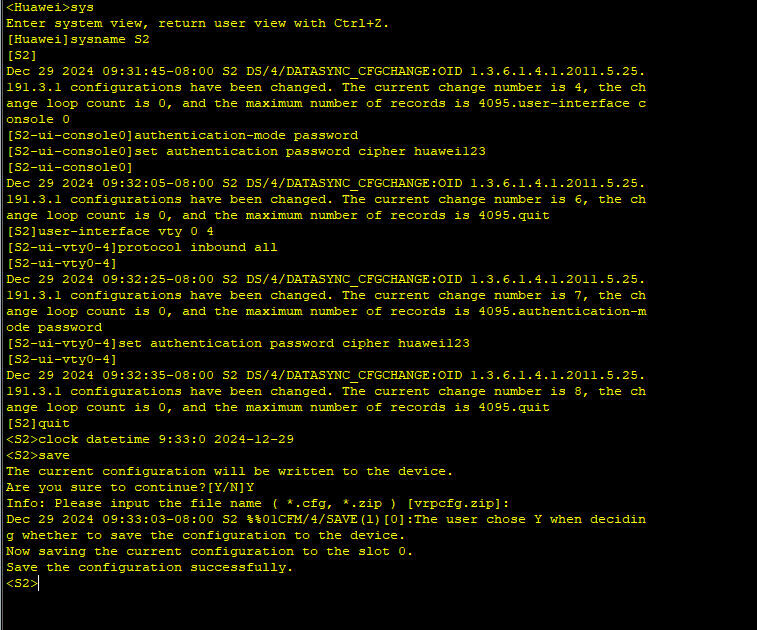 <Huawei>sys
Enter system view, return user view with Ctrl+Z.
[Huawei]sysname S2
[S2]
Dec 29 2024 09:31:45-08:00 S2 DS/4/DATASYNC_CFGCHANGE:OID 1.3.6.1.4.1.2011.5.25.
191.3.1 configurations have been changed. The current change number is 4, the ch
ange loop count is 0, and the maximum number of records is 4095.user-interface c
onsole 0
[S2-ui-console0]authentication-mode password
[S2-ui-console0]set authentication password cipher huawei123
[S2-ui-console0]
Dec 29 2024 09:32:05-08:00 S2 DS/4/DATASYNC_CFGCHANGE:OID 1.3.6.1.4.1.2011.5.25.
191.3.1 configurations have been changed. The current change number is 6, the ch
ange loop count is 0, and the maximum number of records is 4095.quit
[S2]user-interface vty 0 4
[S2-ui-vty0-4]protocol inbound all
[S2-ui-vty0-4]
Dec 29 2024 09:32:25-08:00 S2 DS/4/DATASYNC_CFGCHANGE:OID 1.3.6.1.4.1.2011.5.25.
191.3.1 configurations have been changed. The current change number is 7, the ch
ange loop count is 0, and the maximum number of records is 4095.authentication-m
ode password
[S2-ui-vty0-4]set authentication password cipher huawei123
[S2-ui-vty0-4]
Dec 29 2024 09:32:35-08:00 S2 DS/4/DATASYNC_CFGCHANGE:OID 1.3.6.1.4.1.2011.5.25.
191.3.1 configurations have been changed. The current change number is 8, the ch
ange loop count is 0, and the maximum number of records is 4095.quit
[S2]quit
<S2>clock datetime 9:33:0 2024-12-29
<S2>save
The current configuration will be written to the device.
Are you sure to continue?[Y/N]Y
Info: Please input the file name ( *.cfg, *.zip ) [vrpcfg.zip]:
Dec 29 2024 09:33:03-08:00 S2 %%01CFM/4/SAVE(l)[0]:The user chose Y when decidin
g whether to save the configuration to the device.
Now saving the current configuration to the slot 0.
Save the configuration successfully.
<S2>